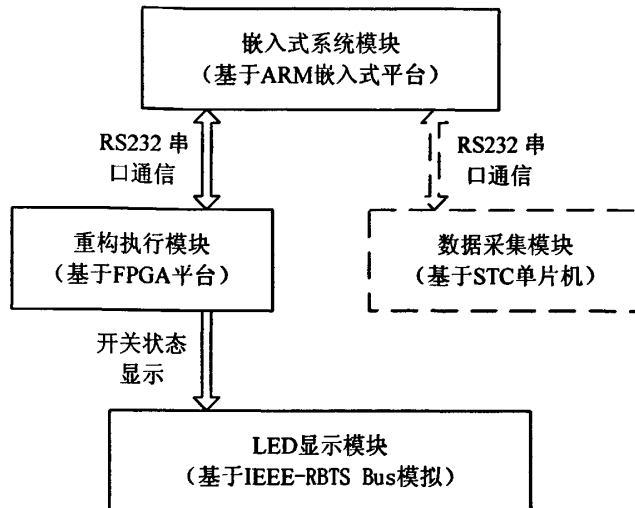 嵌入式系统模块
（基于ARM嵌入式平台）
RS232 串
口通信
RS232 串
口通信
重构执行模块
（基于FPGA平台）
数据采集模块
（基于STC单片机）
开关状态
显示
LED显示模块
（基于IEEE-RBTS Bus模拟）